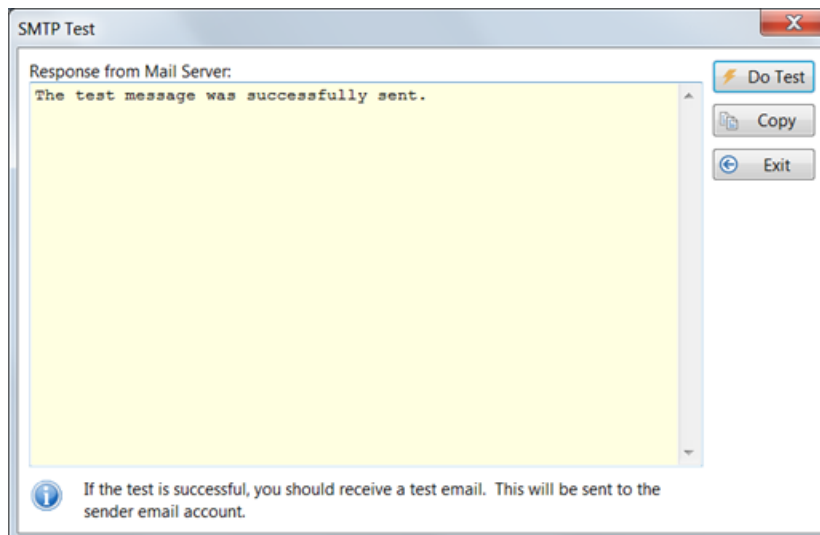 SMTP Test
X
Response from Mail Server:
The test message was successfully sent.
Do Test
Copy
Exit
If the test is successful, you should receive a test email.  This will be sent to the
sender email account.